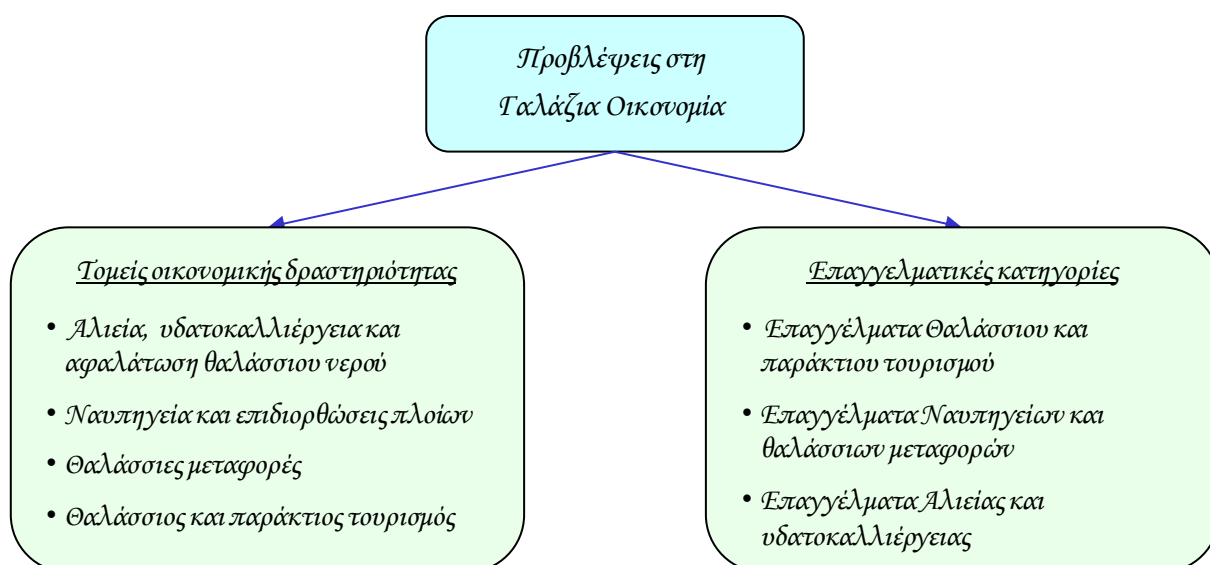 Προβλέψεις στη
Γαλάζια Οικονομία
Τομείς οικονομικής δραστηριότητας
• Αλιεία, υδατοκαλλιέργεια και
αφαλάτωση θαλάσσιου νερού
• Ναυπηγεία και επιδιορθώσεις πλοίων
• Θαλάσσιες μεταφορές
• Θαλάσσιος και παράκτιος τουρισμός
Επαγγελματικές κατηγορίες
• Επαγγέλματα Θαλάσσιου και
παράκτιου τουρισμού
• Επαγγέλματα Ναυπηγείων και
θαλάσσιων μεταφορών
• Επαγγέλματα Αλιείας και
υδατοκαλλιέργειας